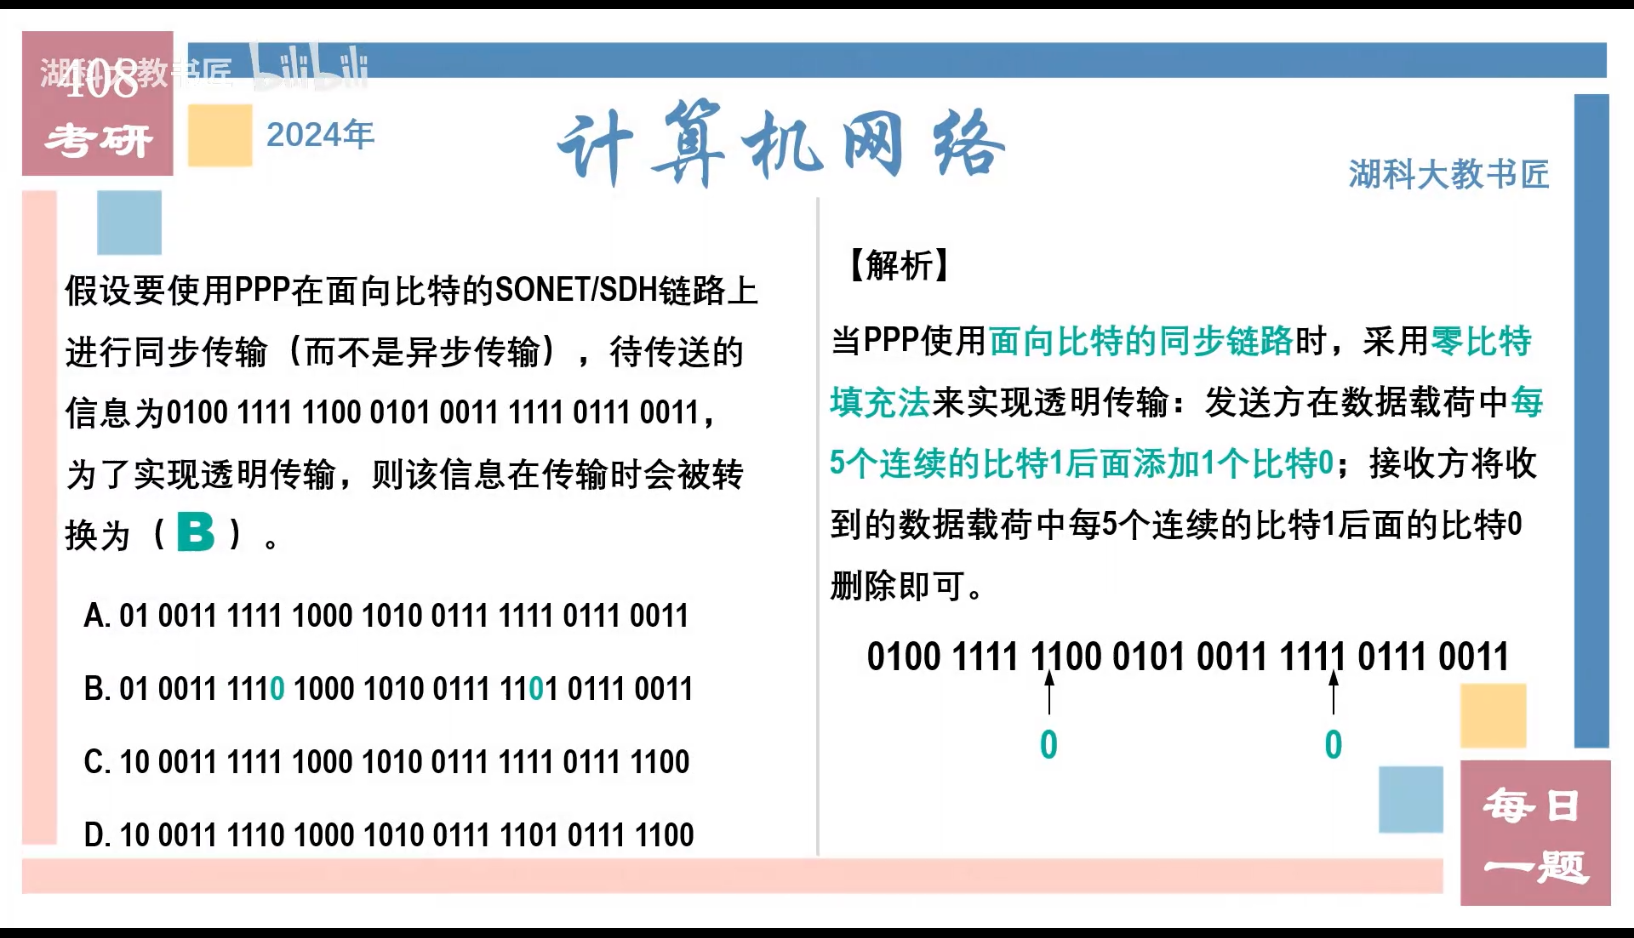 湖科大教书匠 bilibili
408
考研
2024年
计算机网络
湖科大教书匠
假设要使用PPP在面向比特的SONET/SDH链路上
进行同步传输（而不是异步传输），待传送的
信息为0100 1111 1100 0101 0011 1111 0111 0011，
为了实现透明传输，则该信息在传输时会被转
换为（ B ）。
A. 01 0011 1111 1000 1010 0111 1111 0111 0011
B. 01 0011 1110 1000 1010 0111 1101 0111 0011
C. 10 0011 1111 1000 1010 0111 1111 0111 1100
D. 10 0011 1110 1000 1010 0111 1101 0111 1100
【解析】
当PPP使用面向比特的同步链路时，采用零比特
填充法来实现透明传输：发送方在数据载荷中每
5个连续的比特1后面添加1个比特0；接收方将收
到的数据载荷中每5个连续的比特1后面的比特0
删除即可。
0100 1111 1100 0101 0011 1111 0111 0011
0 0
每日
一题